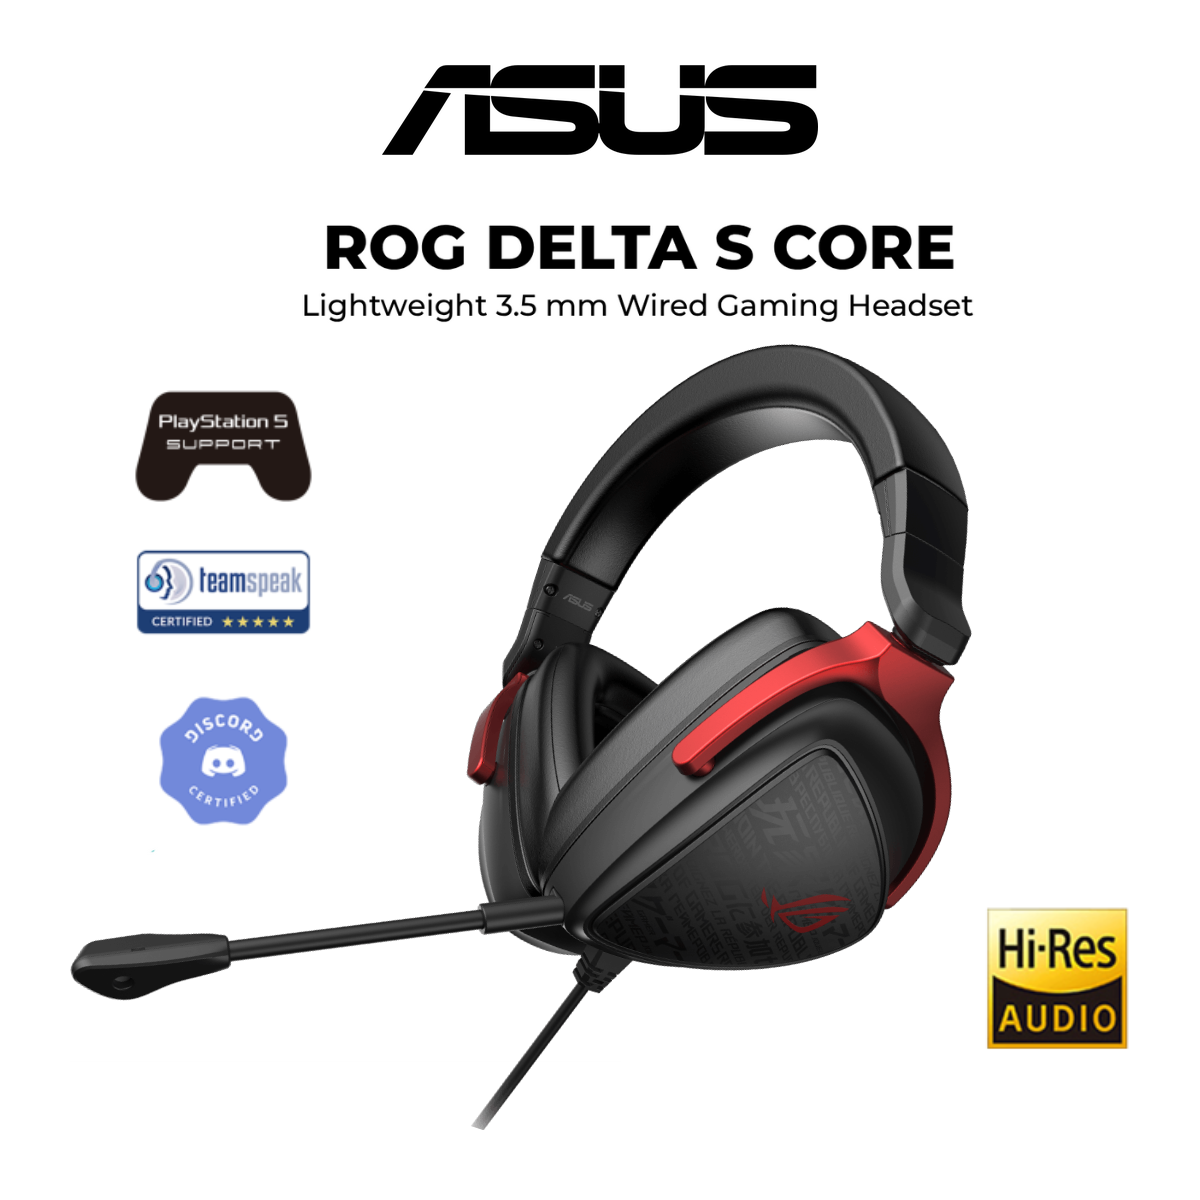 ASUS
ROG DELTA S CORE
Lightweight 3.5 mm Wired Gaming Headset
PlayStation 5
SUPPORT
teamspeak
CERTIFIED
DISCORD
CERTIFIED
ASUS
Hi-Res
AUDIO